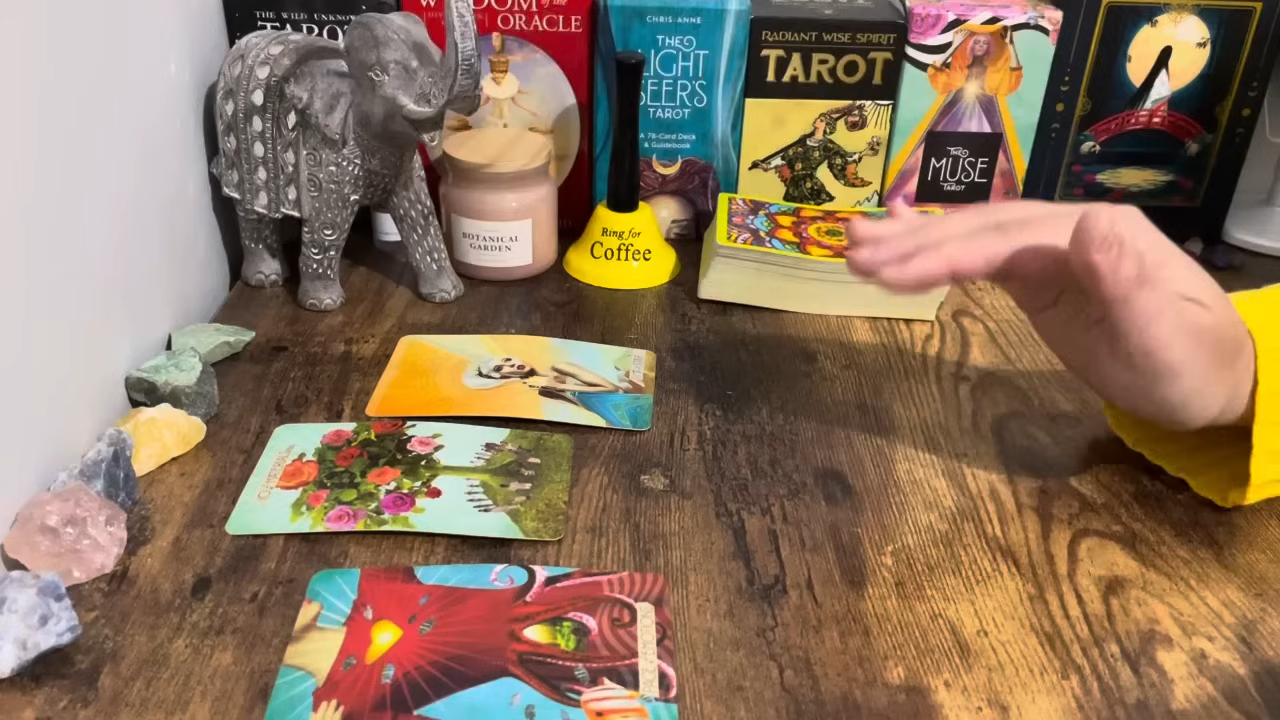 THE WILD UNKNOWN
TAROT
WISDOM of the
ORACLE
CHRIS-ANNE
THE
LIGHT
SEER'S
TAROT
A 78-Card Deck
& Guidebook
RADIANT WISE SPIRIT
TAROT
THE
MUSE
TAROT
BOTANICAL
GARDEN
Ring for
Coffee